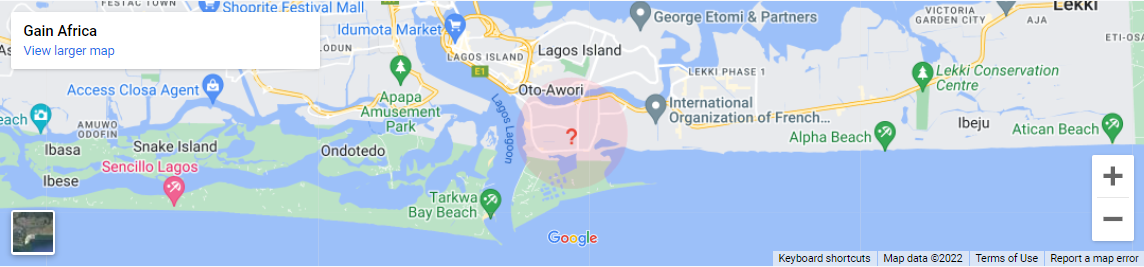 FESTAC TOWN
Shoprite Festival Mall
Gain Africa
View larger map
Idumota Market
George Etomi & Partners
VICTORIA
GARDEN CITY
AJA
Lekki
ETI-OSA
LODUN
LAGOS ISLAND
Lagos Island
E1
LEKKI PHASE 1
Lekki Conservation
Centre
Access Closa Agent
Apapa
Amusement
Park
Oto-Awori
Lagos Lagoon
International
Organization of French...
each
AMUWO
ODOFIN
Ibasa
Snake Island
Ondotedo
?
Alpha Beach
Ibeju
Atican Beach
Sencillo Lagos
Ibese
Tarkwa
Bay Beach
+
−
Google
Keyboard shortcuts
Map data ©2022
Terms of Use
Report a map error